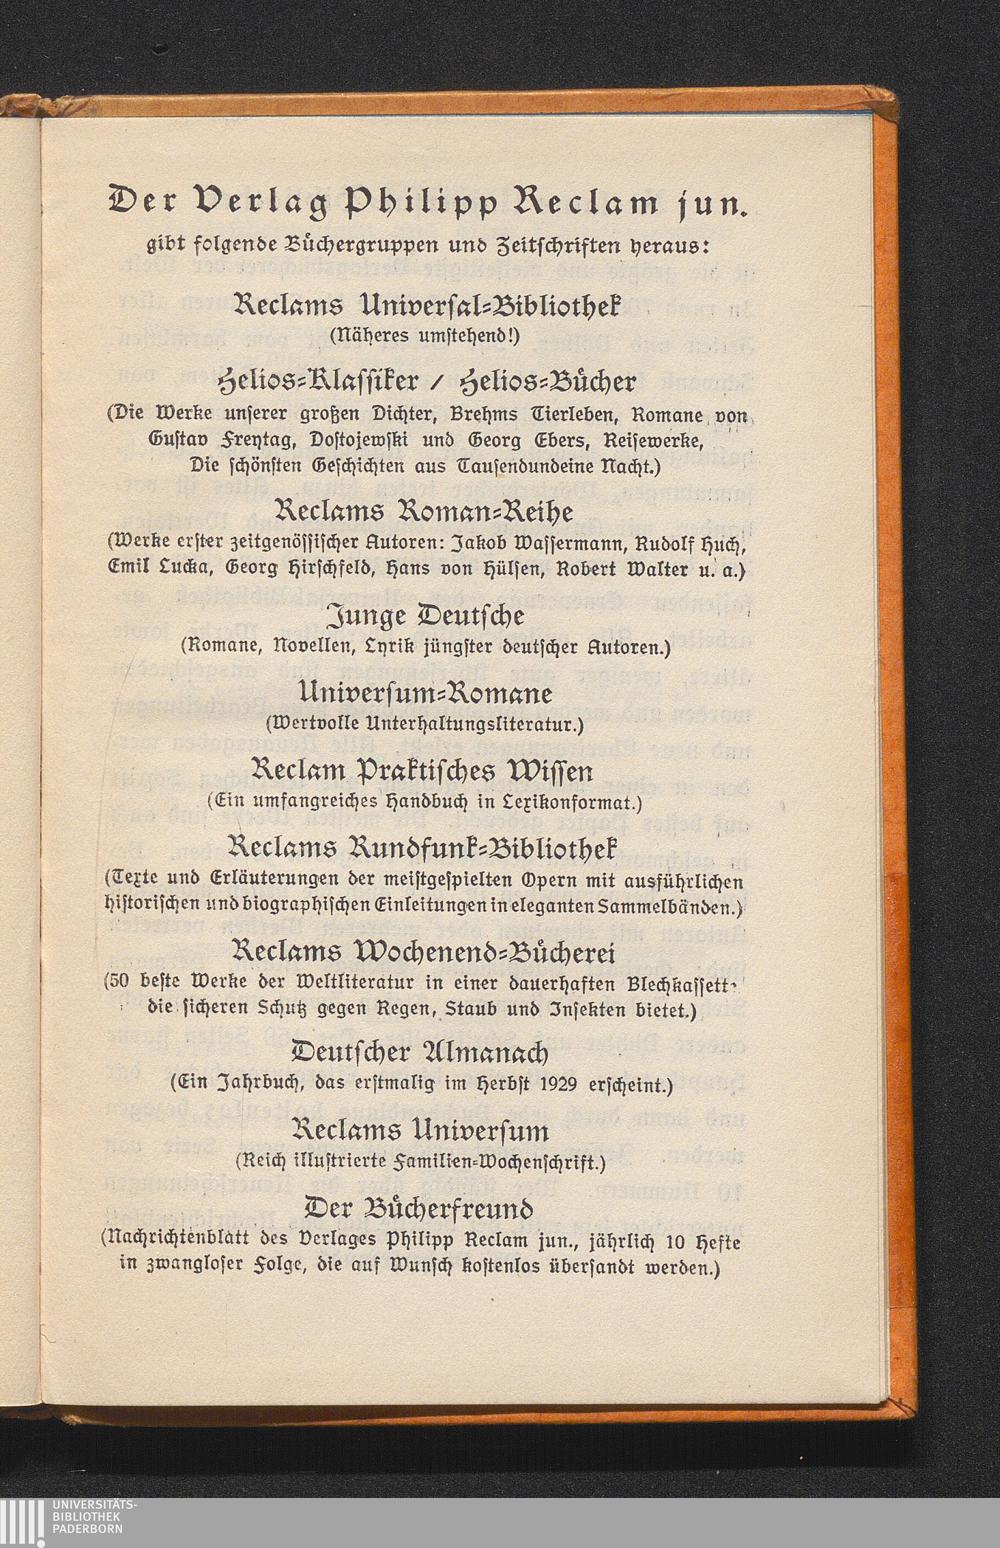 Der Verlag Philipp Reclam jun.
gibt folgende Büchergruppen und Zeitschriften heraus:
Reclams Universal-Bibliothek
(Näheres umstehend!)
Helios-Klassiker / Helios-Bücher
(Die Werke unserer großen Dichter, Brehms Tierleben, Romane von
Gustav Freytag, Dostojewski und Georg Ebers, Reisewerke,
Die schönsten Geschichten aus Tausendundeine Nacht.)
Reclams Roman-Reihe
(Werke erster zeitgenössischer Autoren: Jakob Wassermann, Rudolf Huch,
Emil Lucka, Georg Hirschfeld, Hans von Hülsen, Robert Walter u. a.)
Junge Deutsche
(Romane, Novellen, Lyrik jüngster deutscher Autoren.)
Universum-Romane
(Wertvolle Unterhaltungsliteratur.)
Reclam Praktisches Wissen
(Ein umfangreiches Handbuch in Lexikonformat.)
Reclams Rundfunk-Bibliothek
(Texte und Erläuterungen der meistgespielten Opern mit ausführlichen
historischen und biographischen Einleitungen in eleganten Sammelbänden.)
Reclams Wochenend-Bücherei
(50 beste Werke der Weltliteratur in einer dauerhaften Blechkassett,
die sicheren Schutz gegen Regen, Staub und Insekten bietet.)
Deutscher Almanach
(Ein Jahrbuch, das erstmalig im Herbst 1929 erscheint.)
Reclams Universum
(Reich illustrierte Familien-Wochenschrift.)
Der Bücherfreund
(Nachrichtenblatt des Verlages Philipp Reclam jun., jährlich 10 Hefte
in zwangloser Folge, die auf Wunsch kostenlos übersandt werden.)
UNIVERSITÄTS-
BIBLIOTHEK
PADERBORN